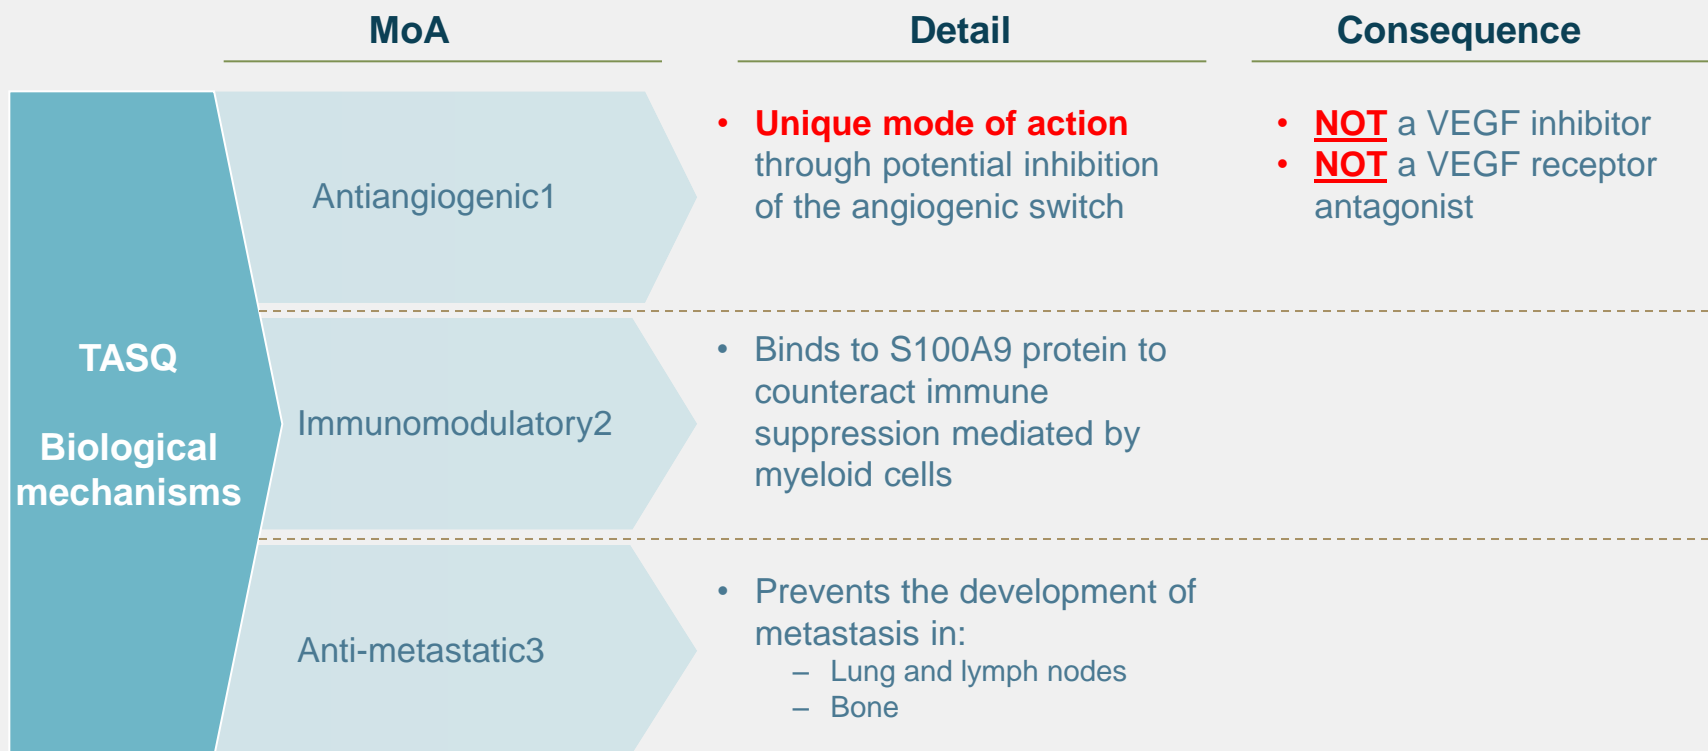 MoA
Detail
Consequence
TASQ
Biological
mechanisms
Antiangiogenic1
• Unique mode of action
through potential inhibition
of the angiogenic switch
• NOT a VEGF inhibitor
• NOT a VEGF receptor
antagonist
Immunomodulatory2
• Binds to S100A9 protein to
counteract immune
suppression mediated by
myeloid cells
Anti-metastatic3
• Prevents the development of
metastasis in:
– Lung and lymph nodes
– Bone